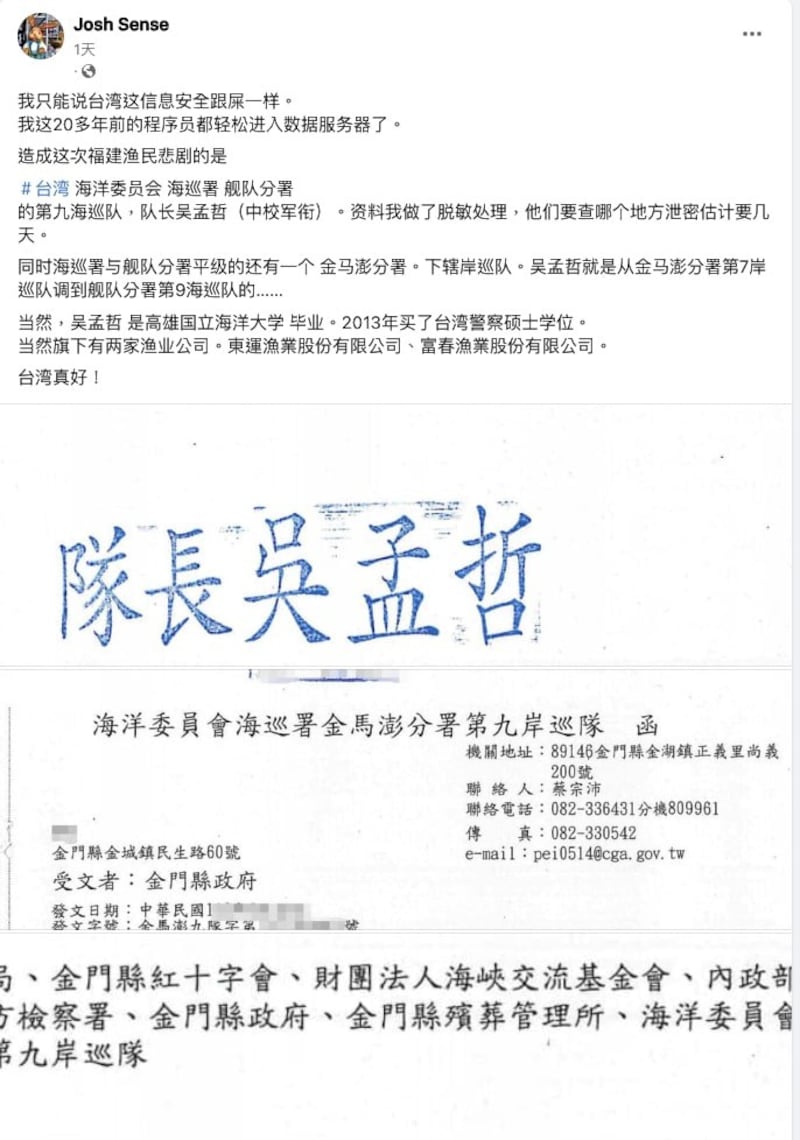 Josh Sense
1天
我只能说台湾这信息安全跟屎一样。
我这20多年前的程序员都轻松进入数据服务器了。
造成这次福建渔民悲剧的是
#台湾 海洋委员会 海巡署 舰队分署
的第九海巡队，队长吴孟哲（中校军衔）。资料我做了脱敏处理，他们要查哪个地方泄密估计要几
天。
同时海巡署与舰队分署平级的还有一个 金马澎分署。下辖岸巡队。吴孟哲就是从金马澎分署第7岸
巡队调到舰队分署第9海巡队的......
当然，吴孟哲 是高雄国立海洋大学 毕业。2013年买了台湾警察硕士学位。
当然旗下有两家渔业公司。東運漁業股份有限公司、富春漁業股份有限公司。
台湾真好！
隊長吳孟哲
海洋委員會海巡署金馬澎分署第九岸巡隊 函
機關地址：89146金門縣金湖鎮正義里尚義
200號
聯絡人：蔡宗沛
聯絡電話：082-336431分機809961
傳 真：082-330542
e-mail：pei0514@cga.gov.tw
金門縣金城鎮民生路60號
受文者：金門縣政府
發文日期：中華民國1
發文字號：金馬澎九隊字第 號
局、金門縣紅十字會、財團法人海峽交流基金會、內政部
方檢察署、金門縣政府、金門縣殯葬管理所、海洋委員會
第九岸巡隊